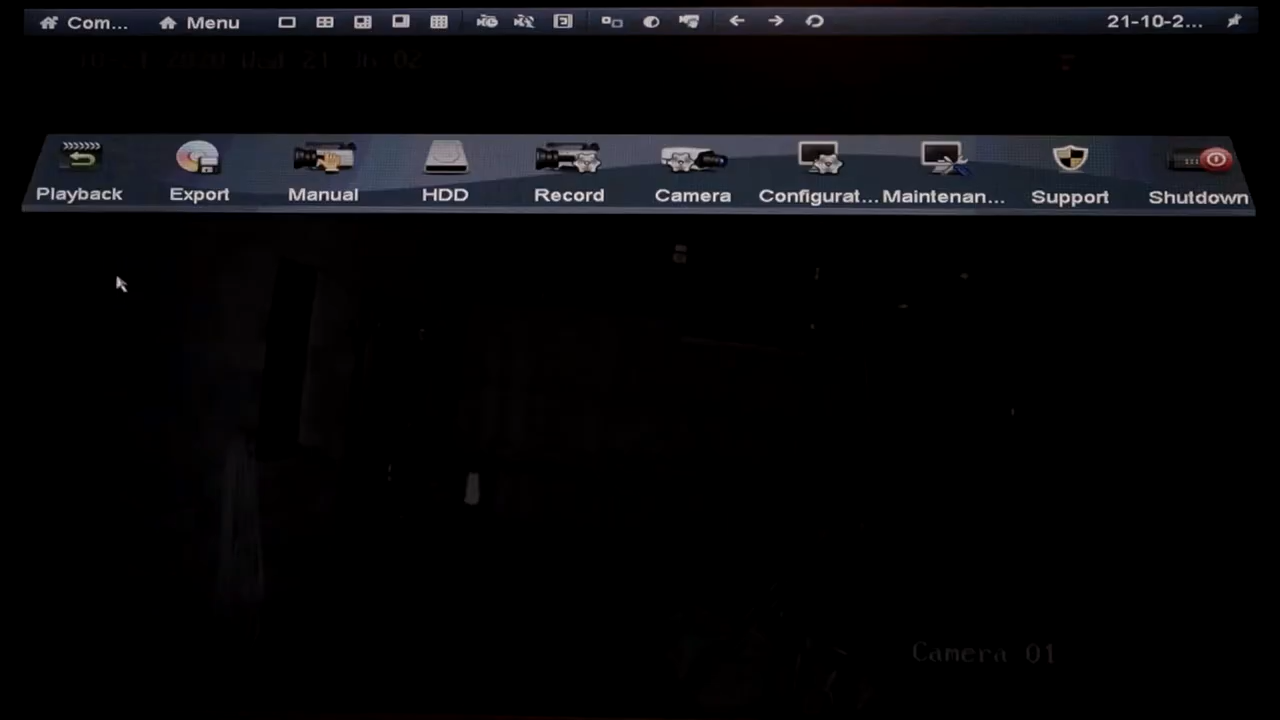 Com... Menu 21-10-2...
Playback Export Manual HDD Record Camera Configurat... Maintenan... Support Shutdown
Camera 01